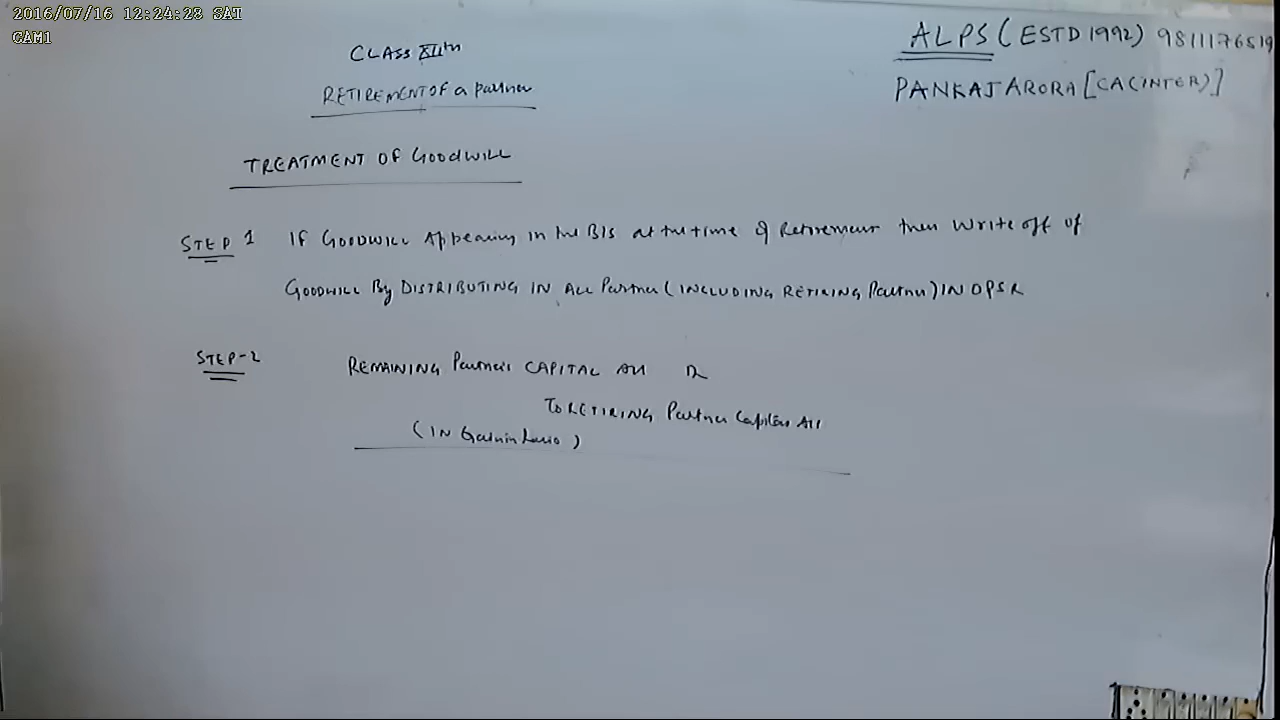 2016/07/16 12:24:28 SAT
CAM1
ALPS (ESTD 1992) 9811176519
PANKAJ ARORA [CA(INTER)]
CLASS XIIth
RETIREMENT OF a Partner
TREATMENT OF GOODWILL
STEP 1 IF GOODWILL Appearing in the B/S at the time of Retirement then Write off of
GOODWILL By DISTRIBUTING IN ALL Partner (INCLUDING RETIRING Partner) IN OPSR
STEP-2 REMAINING Partner's CAPITAL A/c Dr
To RETIRING Partner Capital A/c
(IN Gainin Ratio)